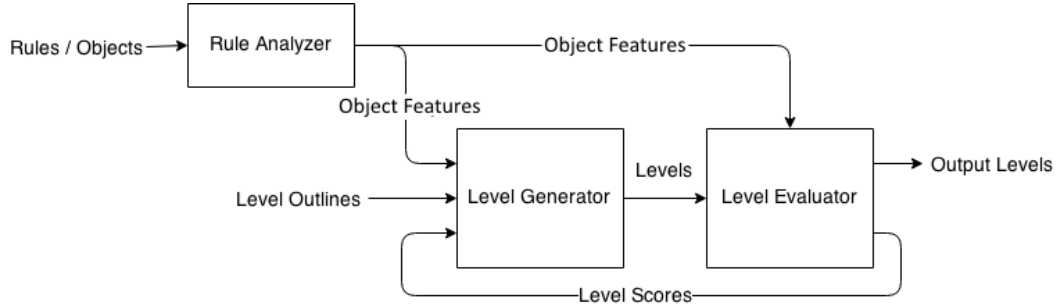 Rules / Objects
Rule Analyzer
Object Features
Object Features
Level Outlines
Level Generator
Levels
Level Evaluator
Output Levels
Level Scores